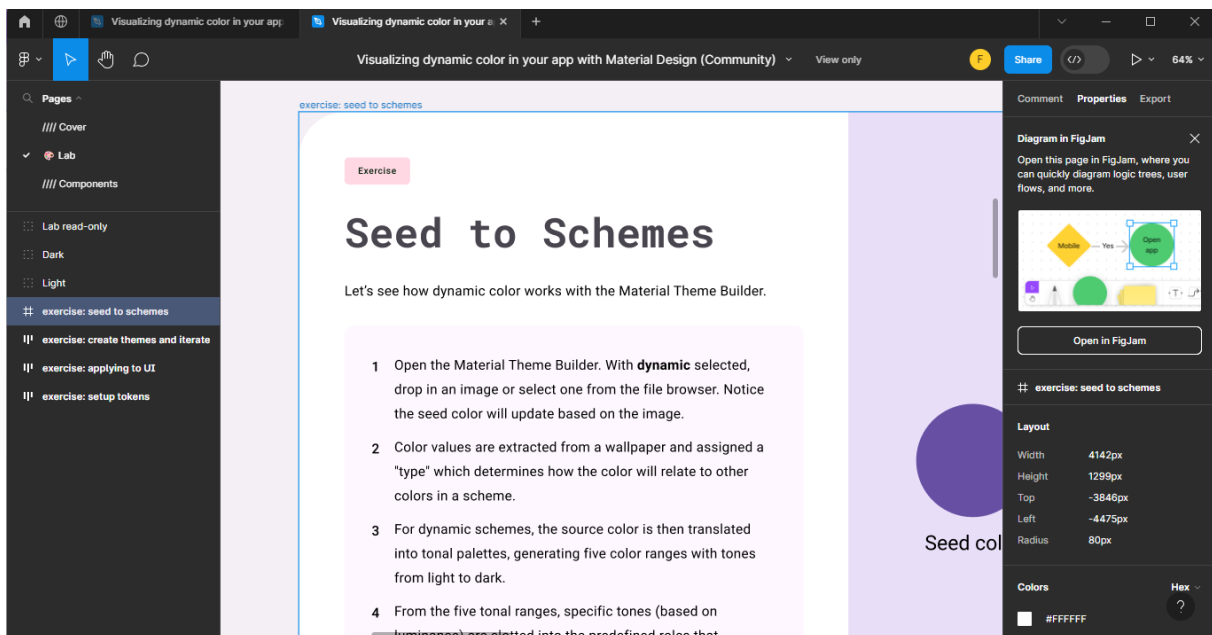 Visualizing dynamic color in your app
Visualizing dynamic color in your a
Visualizing dynamic color in your app with Material Design (Community)
View only
F
Share
64%
Pages
//// Cover
Lab
//// Components
Lab read-only
Dark
Light
exercise: seed to schemes
exercise: create themes and iterate
exercise: applying to UI
exercise: setup tokens
exercise: seed to schemes
Exercise
Seed to Schemes
Let's see how dynamic color works with the Material Theme Builder.
1 Open the Material Theme Builder. With dynamic selected,
drop in an image or select one from the file browser. Notice
the seed color will update based on the image.
2 Color values are extracted from a wallpaper and assigned a
"type" which determines how the color will relate to other
colors in a scheme.
3 For dynamic schemes, the source color is then translated
into tonal palettes, generating five color ranges with tones
from light to dark.
4 From the five tonal ranges, specific tones (based on
luminance) are slotted into the predefined roles that
Seed col
Comment Properties Export
Diagram in FigJam
Open this page in FigJam, where you
can quickly diagram logic trees, user
flows, and more.
Mobile
Yes
Open
app
T
Open in FigJam
exercise: seed to schemes
Layout
Width 4142px
Height 1299px
Top -3846px
Left -4475px
Radius 80px
Colors Hex
#FFFFFF
?